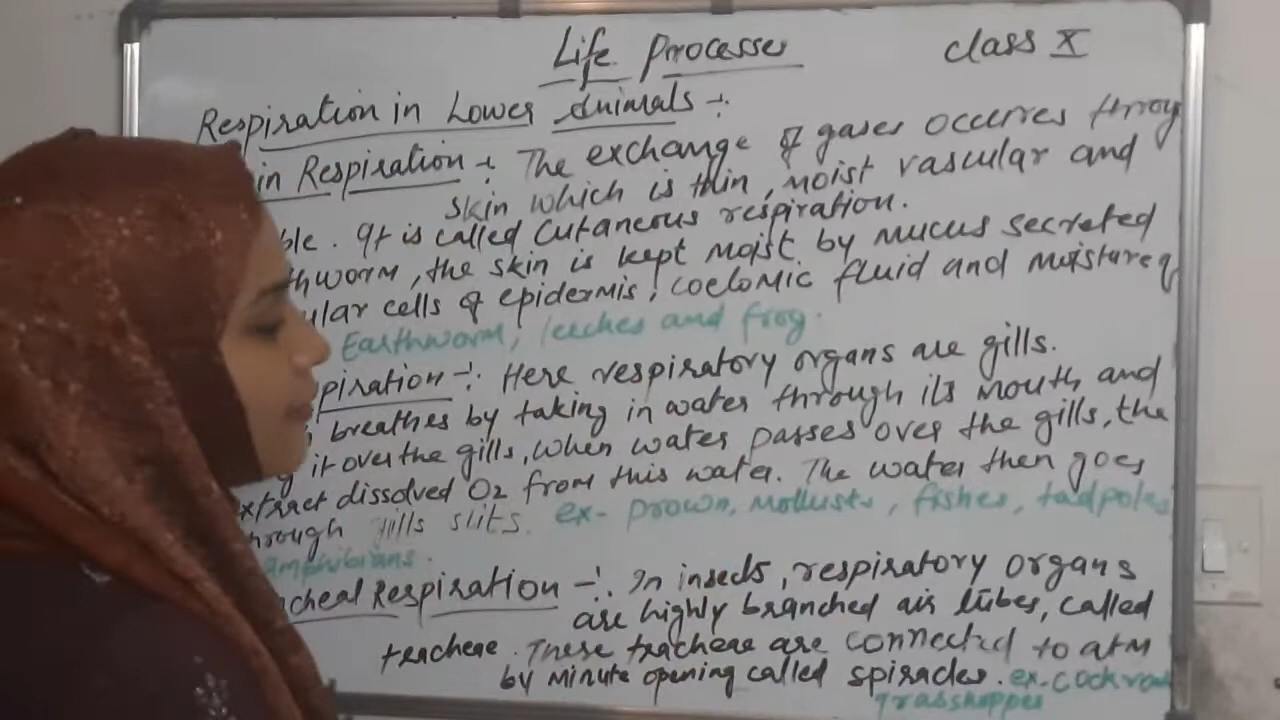 Life Processes
class X
Respiration in Lower Animals :-
in Respiration :- The exchange of gases occurres throug
skin which is thin, moist vascular and
ble. It is called Cutaneous respiration.
thworm, the skin is kept moist by mucus secreted
ular cells of epidermis, coelomic fluid and moisture of
Earthworm, leeches and frog.
piration :- Here respiratory organs are gills.
breathes by taking in water through its mouth and
g it over the gills, when water passes over the gills, the
xtract dissolved O2 from this water. The water then goes
hrough gills slits. ex- prown, Mollusts, fishes, tadpoles
amphibians.
cheal Respiration :- In insects, respiratory organs
are highly branched air tubes, called
tracheae. These tracheae are connected to atm
by minute opening called spiracles. ex- cockroa
grasshopper